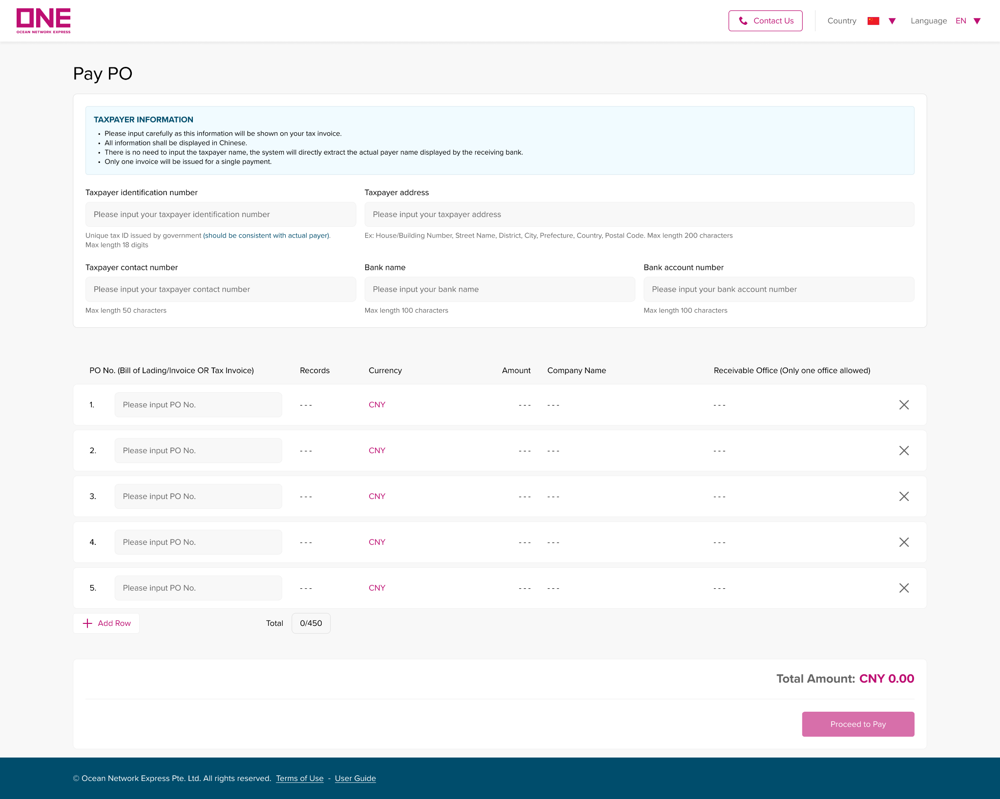 ONE
OCEAN NETWORK EXPRESS
Contact Us
Country
Language EN
Pay PO
TAXPAYER INFORMATION
• Please input carefully as this information will be shown on your tax invoice.
• All information shall be displayed in Chinese.
• There is no need to input the taxpayer name, the system will directly extract the actual payer name displayed by the receiving bank.
• Only one invoice will be issued for a single payment.
Taxpayer identification number
Please input your taxpayer identification number
Unique tax ID issued by government (should be consistent with actual payer).
Max length 18 digits
Taxpayer address
Please input your taxpayer address
Ex: House/Building Number, Street Name, District, City, Prefecture, Country, Postal Code. Max length 200 characters
Taxpayer contact number
Please input your taxpayer contact number
Max length 50 characters
Bank name
Please input your bank name
Max length 100 characters
Bank account number
Please input your bank account number
Max length 100 characters
PO No. (Bill of Lading/Invoice OR Tax Invoice) Records Currency Amount Company Name Receivable Office (Only one office allowed)
1. Please input PO No. - - - CNY - - - - - - - - -
2. Please input PO No. - - - CNY - - - - - - - - -
3. Please input PO No. - - - CNY - - - - - - - - -
4. Please input PO No. - - - CNY - - - - - - - - -
5. Please input PO No. - - - CNY - - - - - - - - -
Add Row Total 0/450
Total Amount: CNY 0.00
Proceed to Pay
© Ocean Network Express Pte. Ltd. All rights reserved. Terms of Use - User Guide